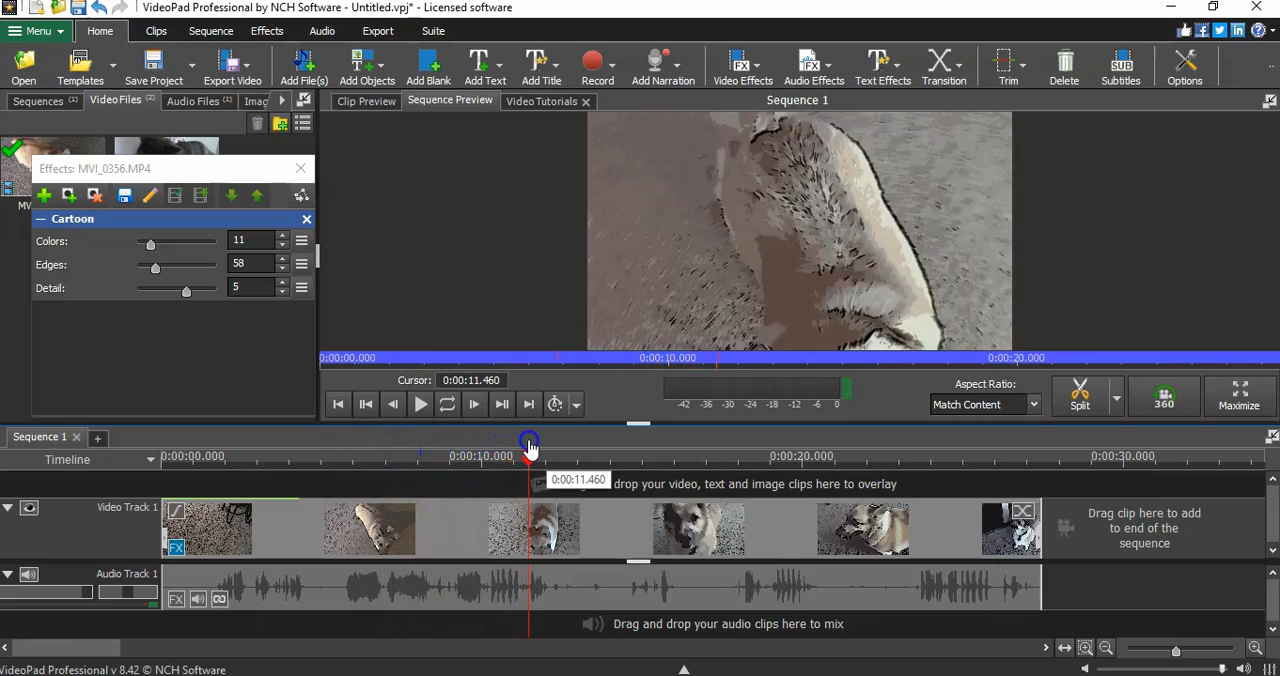 VideoPad Professional by NCH Software - Untitled.vpj* - Licensed software
Menu Home Clips Sequence Effects Audio Export Suite
Open Templates Save Project Export Video Add File(s) Add Objects Add Blank Add Text Add Title Record Add Narration Video Effects Audio Effects Text Effects Transition Trim Delete Subtitles Options
Sequences (1) Video Files (2) Audio Files (1) Imag Clip Preview Sequence Preview Video Tutorials Sequence 1
Effects: MVI_0356.MP4
MV
Cartoon
Colors: 11
Edges: 58
Detail: 5
0:00:00.000 0:00:10.000 0:00:20.000
Cursor: 0:00:11.460
-42 -36 -30 -24 -18 -12 -6 0
Aspect Ratio:
Match Content
Split 360 Maximize
Sequence 1
Timeline 0:00:00.000 0:00:10.000 0:00:20.000 0:00:30.000
0:00:11.460
drop your video, text and image clips here to overlay
Video Track 1
FX
Drag clip here to add
to end of the
sequence
Audio Track 1
FX
Drag and drop your audio clips here to mix
VideoPad Professional v 8.42 © NCH Software